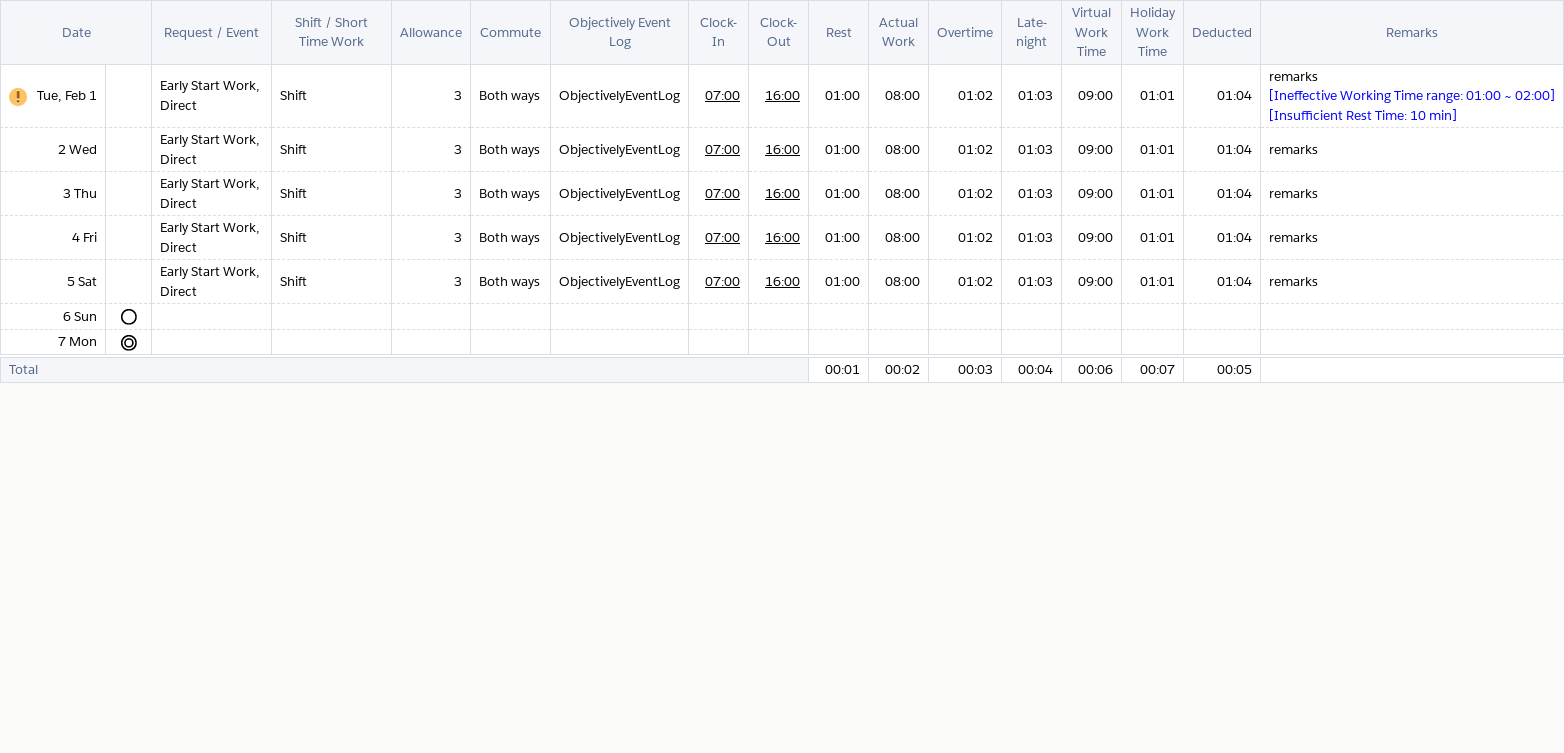 Date Request / Event Shift / Short Time Work Allowance Commute Objectively Event Log Clock-In Clock-Out Rest Actual Work Overtime Late-night Virtual Work Time Holiday Work Time Deducted Remarks
Tue, Feb 1 Early Start Work, Direct Shift 3 Both ways ObjectivelyEventLog 07:00 16:00 01:00 08:00 01:02 01:03 09:00 01:01 01:04 remarks
[Ineffective Working Time range: 01:00 ~ 02:00]
[Insufficient Rest Time: 10 min]
2 Wed Early Start Work, Direct Shift 3 Both ways ObjectivelyEventLog 07:00 16:00 01:00 08:00 01:02 01:03 09:00 01:01 01:04 remarks
3 Thu Early Start Work, Direct Shift 3 Both ways ObjectivelyEventLog 07:00 16:00 01:00 08:00 01:02 01:03 09:00 01:01 01:04 remarks
4 Fri Early Start Work, Direct Shift 3 Both ways ObjectivelyEventLog 07:00 16:00 01:00 08:00 01:02 01:03 09:00 01:01 01:04 remarks
5 Sat Early Start Work, Direct Shift 3 Both ways ObjectivelyEventLog 07:00 16:00 01:00 08:00 01:02 01:03 09:00 01:01 01:04 remarks
6 Sun
7 Mon
Total 00:01 00:02 00:03 00:04 00:06 00:07 00:05